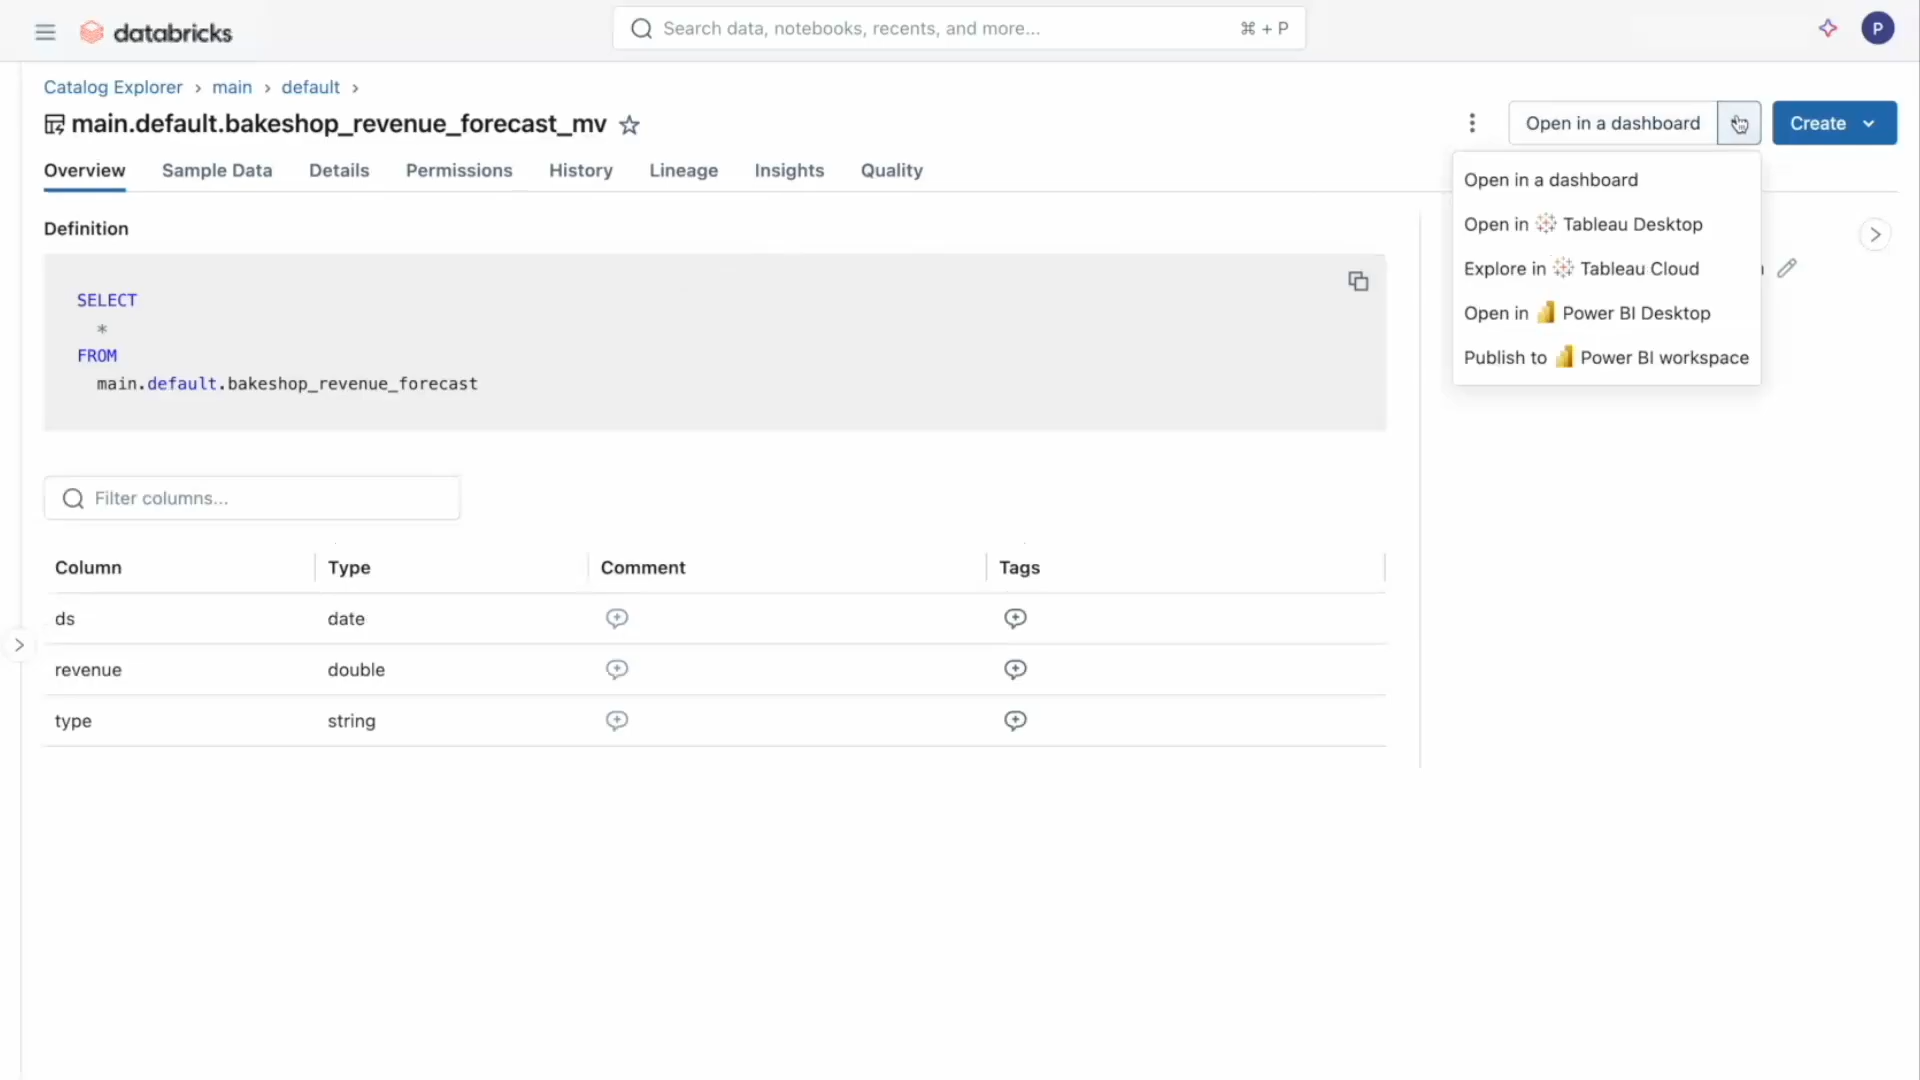 databricks
Search data, notebooks, recents, and more...
⌘ + P
P
Catalog Explorer › main › default ›
main.default.bakeshop_revenue_forecast_mv
Open in a dashboard
Create
Overview Sample Data Details Permissions History Lineage Insights Quality
Open in a dashboard
Open in Tableau Desktop
Explore in Tableau Cloud
Open in Power BI Desktop
Publish to Power BI workspace
Definition
SELECT
*
FROM
main.default.bakeshop_revenue_forecast
Filter columns...
Column Type Comment Tags
ds date
revenue double
type string